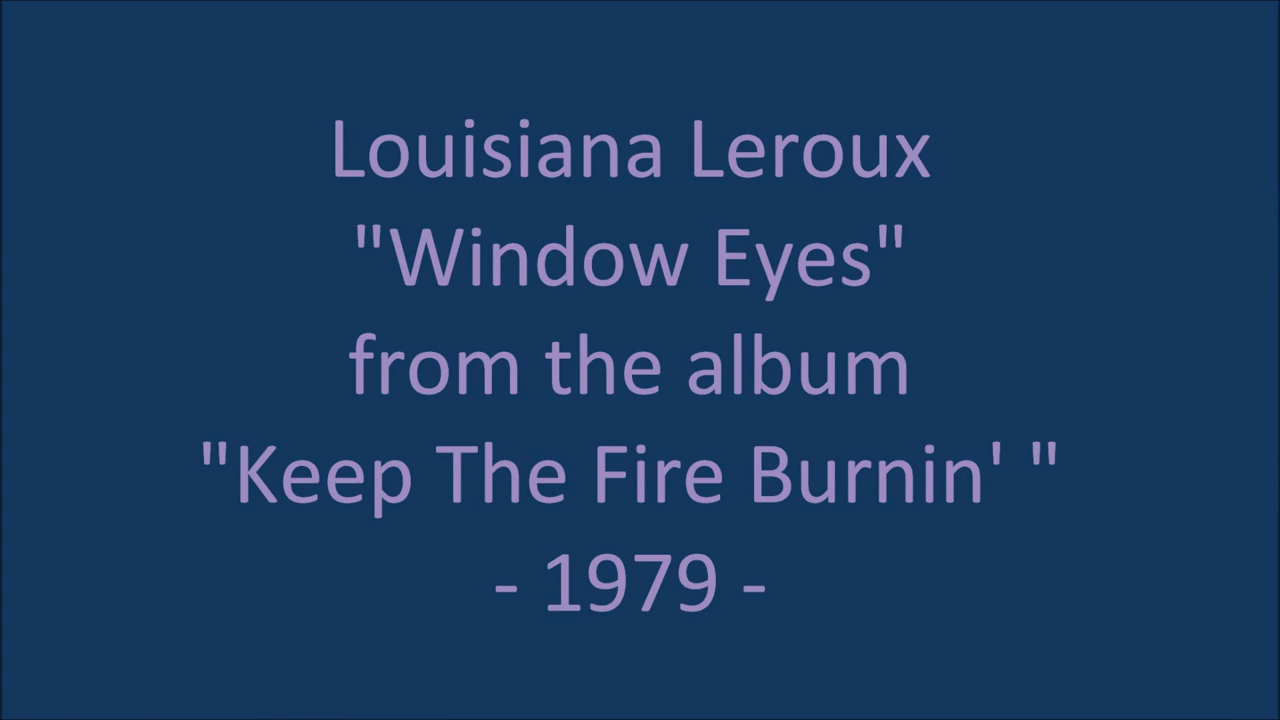 Louisiana Leroux
"Window Eyes"
from the album
"Keep The Fire Burnin' "
- 1979 -